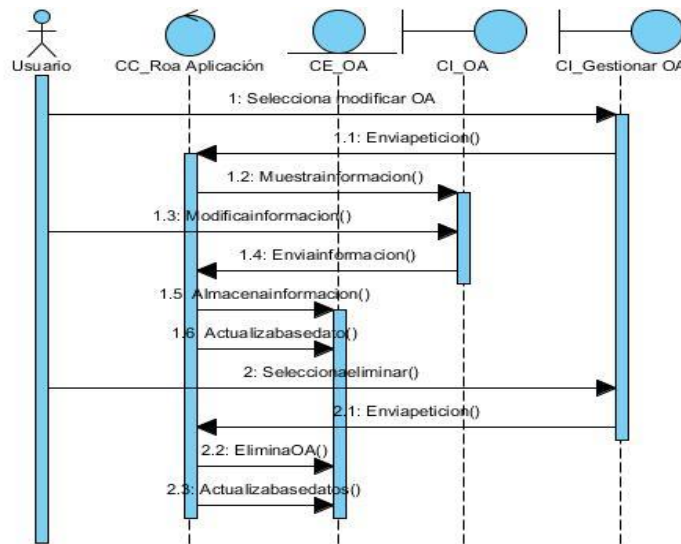 Usuario
CC_Roa Aplicación
CE_OA
CI_OA
CI_Gestionar OA
1: Selecciona modificar OA
1.1: Enviapeticion()
1.2: Muestrainformacion()
1.3: Modificainformacion()
1.4: Enviainformacion()
1.5: Almacenainformacion()
1.6: Actualizabasedato()
2: Seleccionaeliminar()
2.1: Enviapeticion()
2.2: EliminaOA()
2.3: Actualizabasedatos()